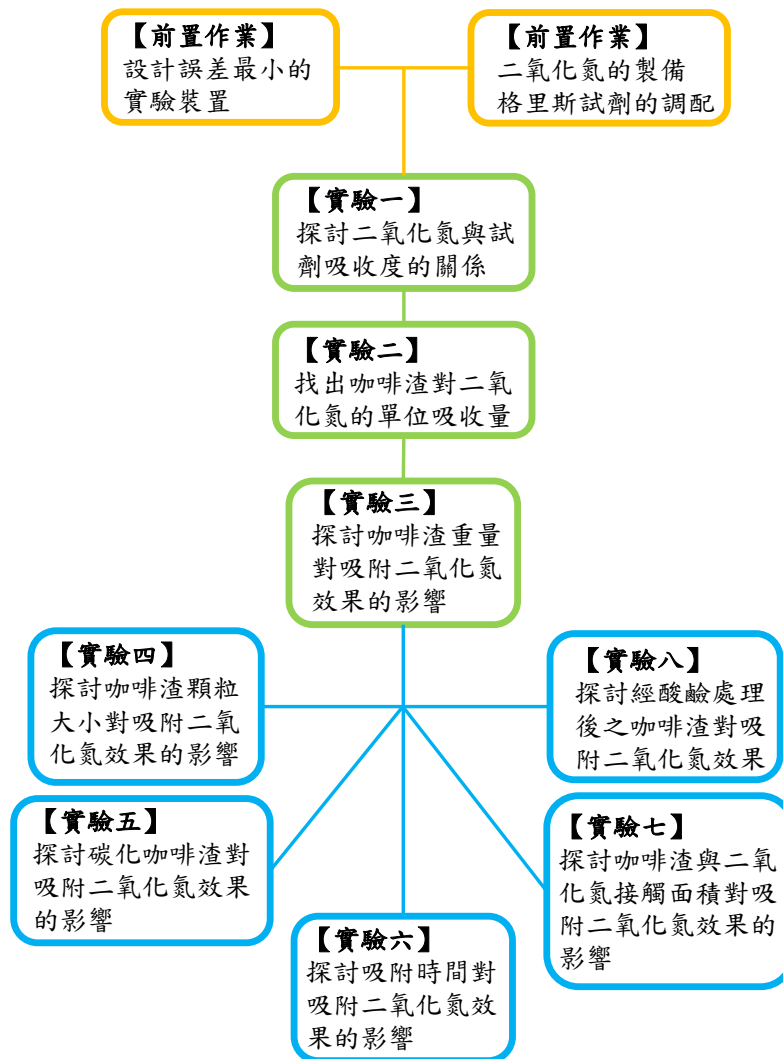 【前置作業】
設計誤差最小的
實驗裝置
【前置作業】
二氧化氮的製備
格里斯試劑的調配
【實驗一】
探討二氧化氮與試
劑吸收度的關係
【實驗二】
找出咖啡渣對二氧
化氮的單位吸收量
【實驗三】
探討咖啡渣重量
對吸附二氧化氮
效果的影響
【實驗四】
探討咖啡渣顆粒
大小對吸附二氧
化氮效果的影響
【實驗八】
探討經酸鹼處理
後之咖啡渣對吸
附二氧化氮效果
【實驗五】
探討碳化咖啡渣對
吸附二氧化氮效果
的影響
【實驗七】
探討咖啡渣與二氧
化氮接觸面積對吸
附二氧化氮效果的
影響
【實驗六】
探討吸附時間對
吸附二氧化氮效
果的影響